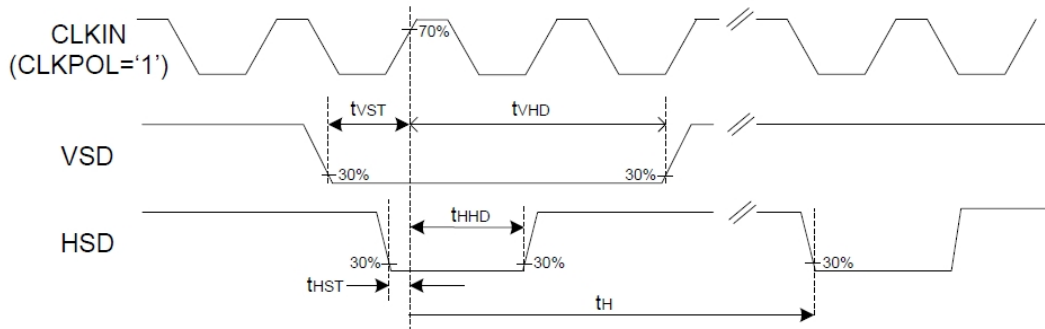 CLKIN
(CLKPOL=‘1’)
70%
tVST
tVHD
VSD
30%
30%
tHHD
HSD
30%
30%
30%
tHST
tH